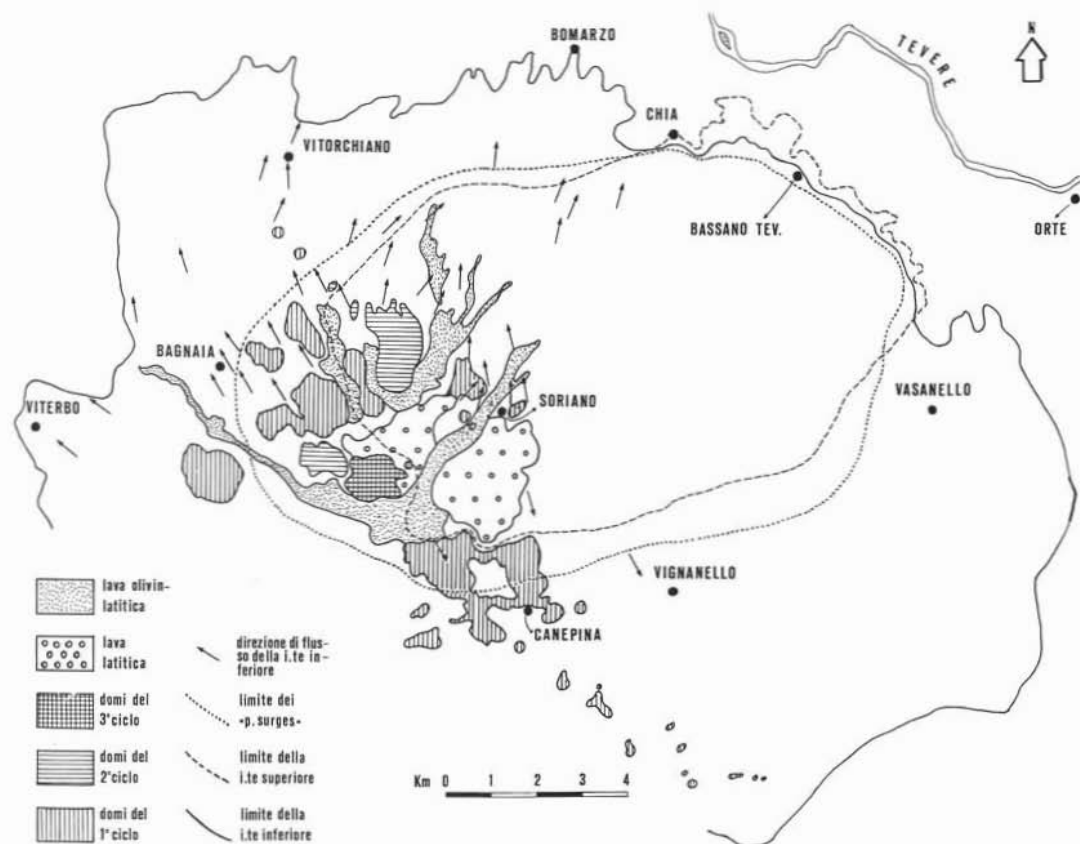 BOMARZO
TEVERE
N
CHIA
VITORCHIANO
BASSANO TEV.
ORTE
BAGNAIA
VITERBO
VASANELLO
SORIANO
VIGNANELLO
CANEPINA
lava olivin-
latitica
lava
latitica
domi del
3° ciclo
domi del
2° ciclo
domi del
1° ciclo
direzione di flus-
so della i.te in-
feriore
limite dei
«p. surges»
limite della
i.te superiore
limite della
i.te inferiore
Km 0 1 2 3 4